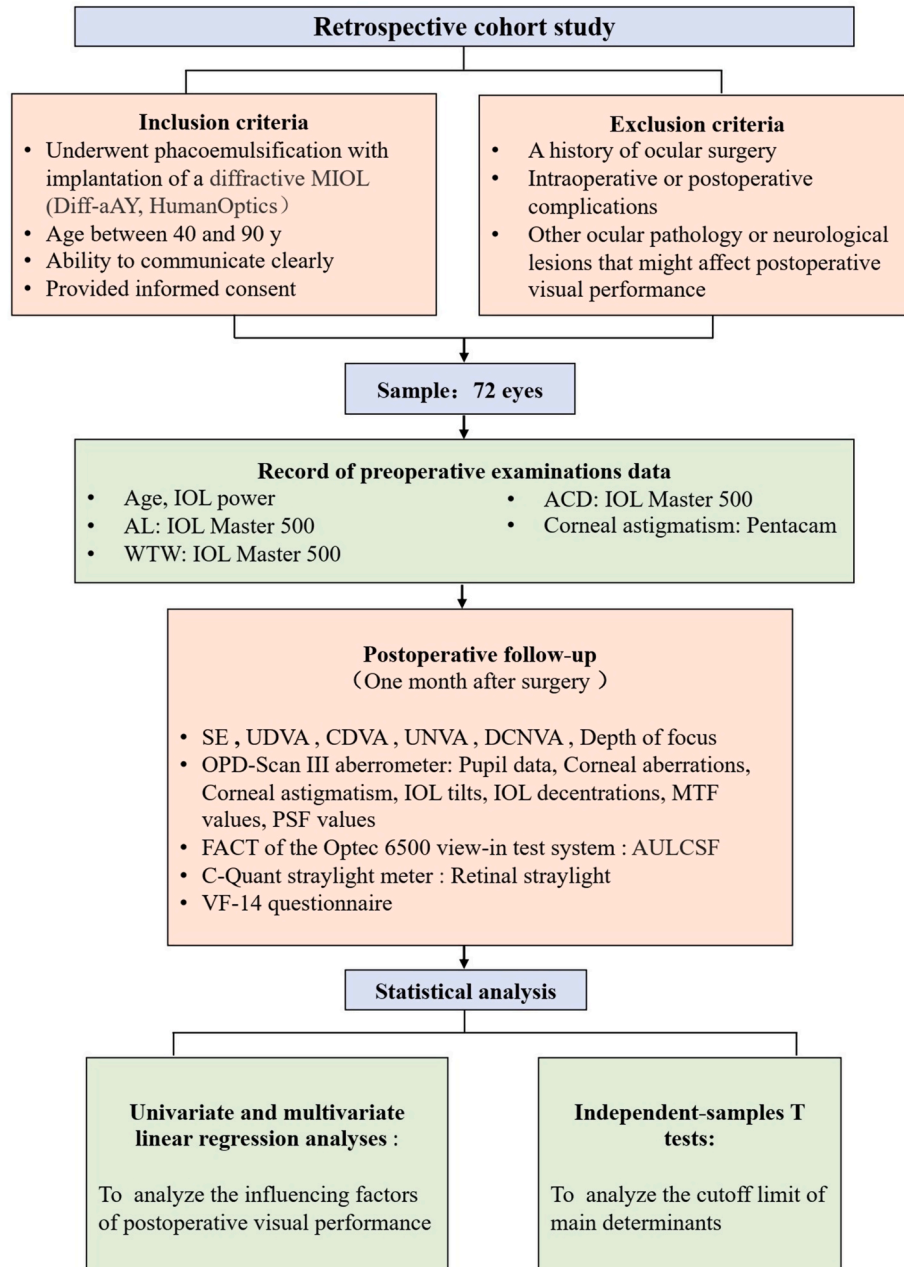 Retrospective cohort study
Inclusion criteria
• Underwent phacoemulsification with
implantation of a diffractive MIOL
(Diff-aAY, HumanOptics）
• Age between 40 and 90 y
• Ability to communicate clearly
• Provided informed consent
Exclusion criteria
• A history of ocular surgery
• Intraoperative or postoperative
complications
• Other ocular pathology or neurological
lesions that might affect postoperative
visual performance
Sample：72 eyes
Record of preoperative examinations data
• Age, IOL power
• AL: IOL Master 500
• WTW: IOL Master 500
• ACD: IOL Master 500
• Corneal astigmatism: Pentacam
Postoperative follow-up
（One month after surgery ）
• SE , UDVA , CDVA , UNVA , DCNVA , Depth of focus
• OPD-Scan III aberrometer: Pupil data, Corneal aberrations,
Corneal astigmatism, IOL tilts, IOL decentrations, MTF
values, PSF values
• FACT of the Optec 6500 view-in test system : AULCSF
• C-Quant straylight meter : Retinal straylight
• VF-14 questionnaire
Statistical analysis
Univariate and multivariate
linear regression analyses :
To analyze the influencing factors
of postoperative visual performance
Independent-samples T
tests:
To analyze the cutoff limit of
main determinants